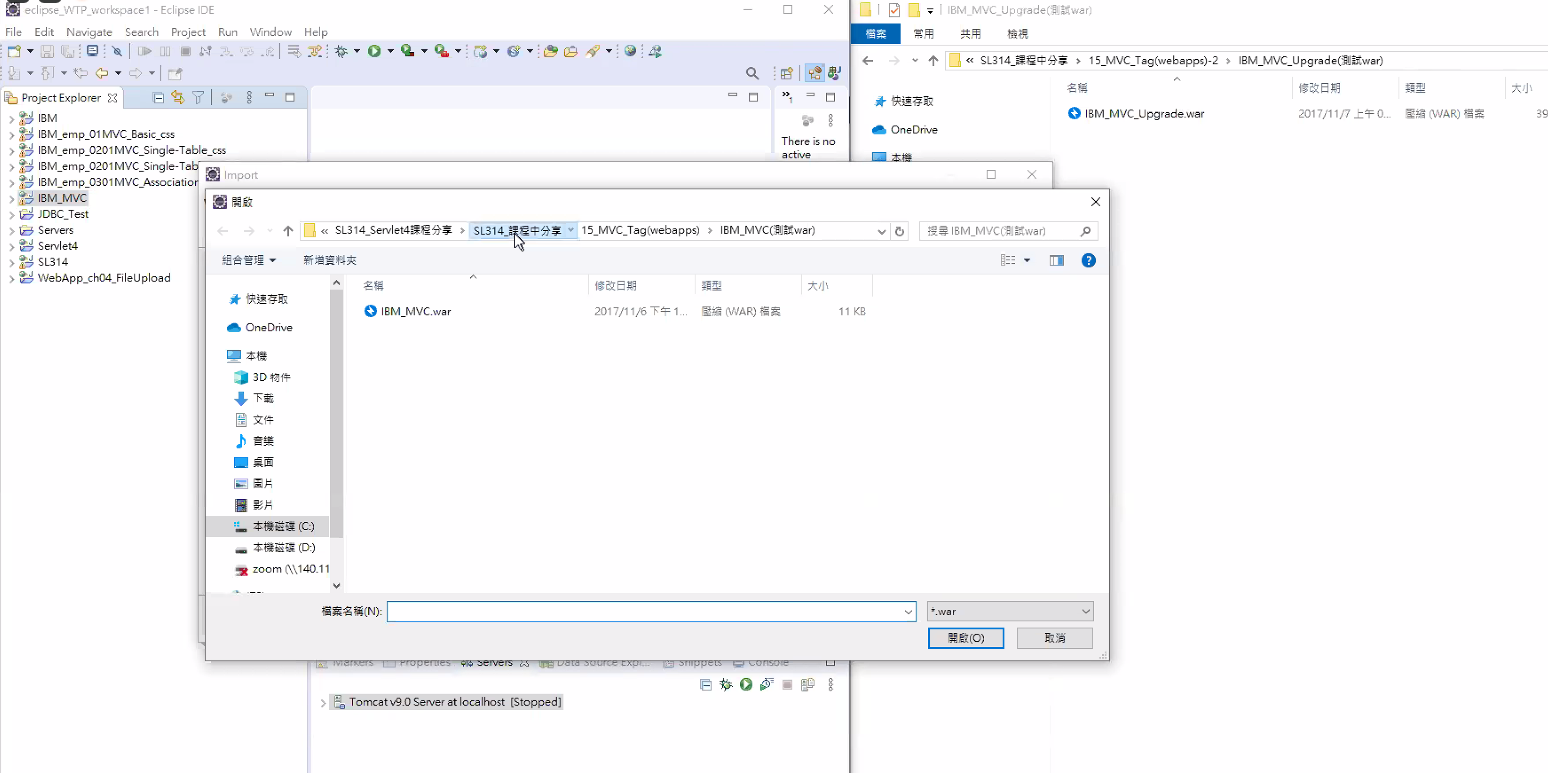 eclipse_WTP_workspace1 - Eclipse IDE
File Edit Navigate Search Project Run Window Help
Project Explorer
IBM
IBM_emp_01MVC_Basic_css
IBM_emp_0201MVC_Single-Table_css
IBM_emp_0201MVC_Single-Tab
IBM_emp_0301MVC_Association
IBM_MVC
JDBC_Test
Servers
Servlet4
SL314
WebApp_ch04_FileUpload
There is no
active
IBM_MVC_Upgrade(測試war)
檔案 常用 共用 檢視
« SL314_課程中分享 › 15_MVC_Tag(webapps)-2 › IBM_MVC_Upgrade(測試war)
名稱 修改日期 類型 大小
快速存取
OneDrive
本機
IBM_MVC_Upgrade.war 2017/11/7 上午 0... 壓縮 (WAR) 檔案 39
Import
開啟
« SL314_Servlet4課程分享 › SL314_課程中分享 15_MVC_Tag(webapps) › IBM_MVC(測試war)
搜尋 IBM_MVC(測試war)
組合管理 新增資料夾
名稱 修改日期 類型 大小
IBM_MVC.war 2017/11/6 下午 1... 壓縮 (WAR) 檔案 11 KB
快速存取
OneDrive
本機
3D 物件
下載
文件
音樂
桌面
圖片
影片
本機磁碟 (C:)
本機磁碟 (D:)
zoom (\\140.11
檔案名稱(N):
*.war
開啟(O) 取消
Markers Properties Servers Data Source Expl... Snippets Console
Tomcat v9.0 Server at localhost [Stopped]